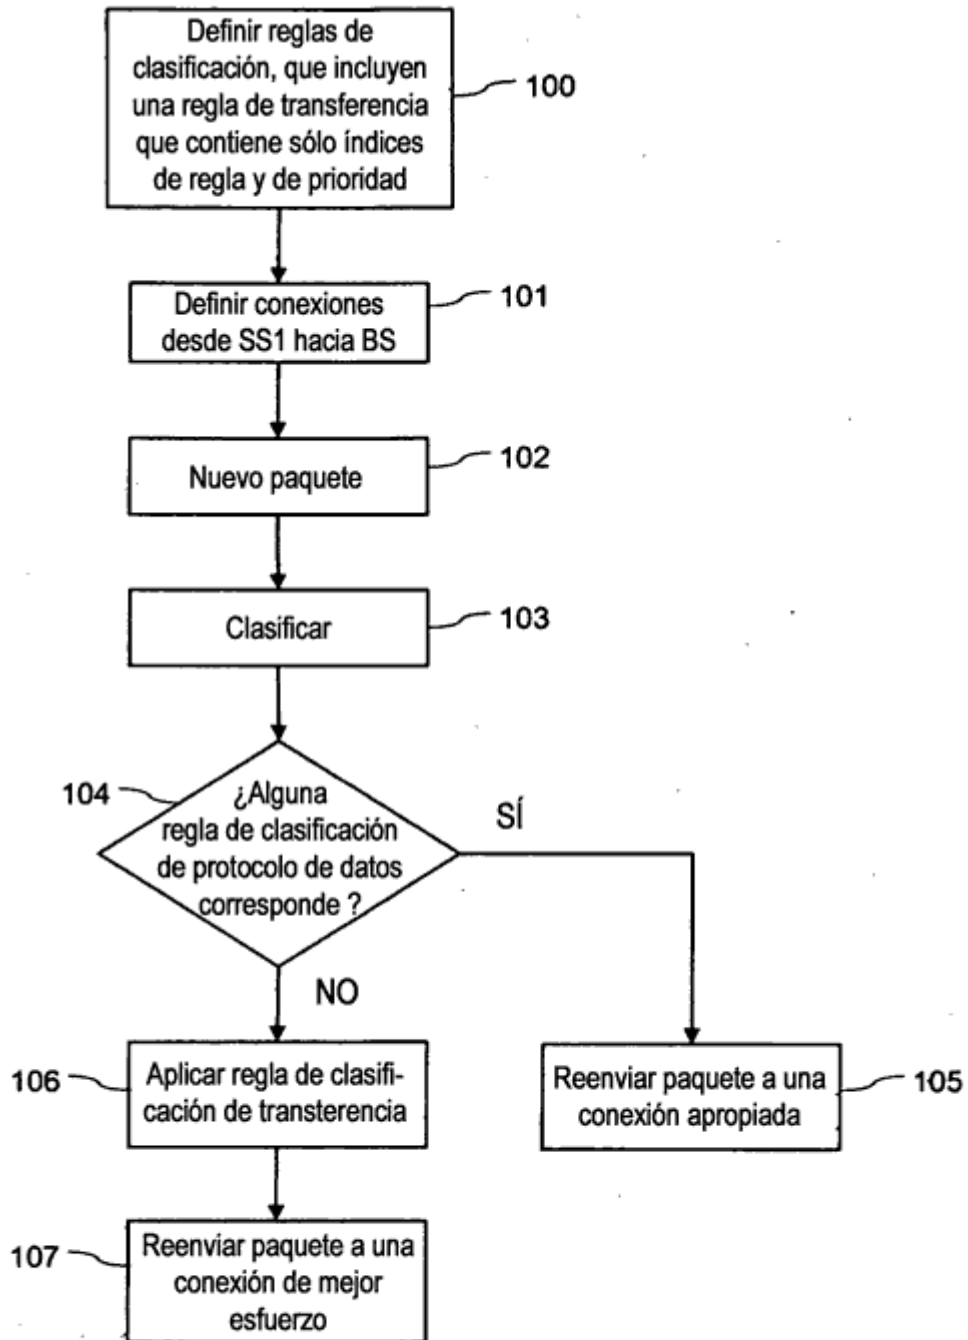 Definir reglas de
clasificación, que incluyen
una regla de transferencia
que contiene sólo índices
de regla y de prioridad
100
Definir conexiones
desde SS1 hacia BS
101
Nuevo paquete
102
Clasificar
103
104
¿Alguna
regla de clasificación
de protocolo de datos
corresponde ?
SÍ
NO
106
Aplicar regla de clasifi-
cación de transterencia
Reenviar paquete a una
conexión apropiada
105
107
Reenviar paquete a una
conexión de mejor
esfuerzo